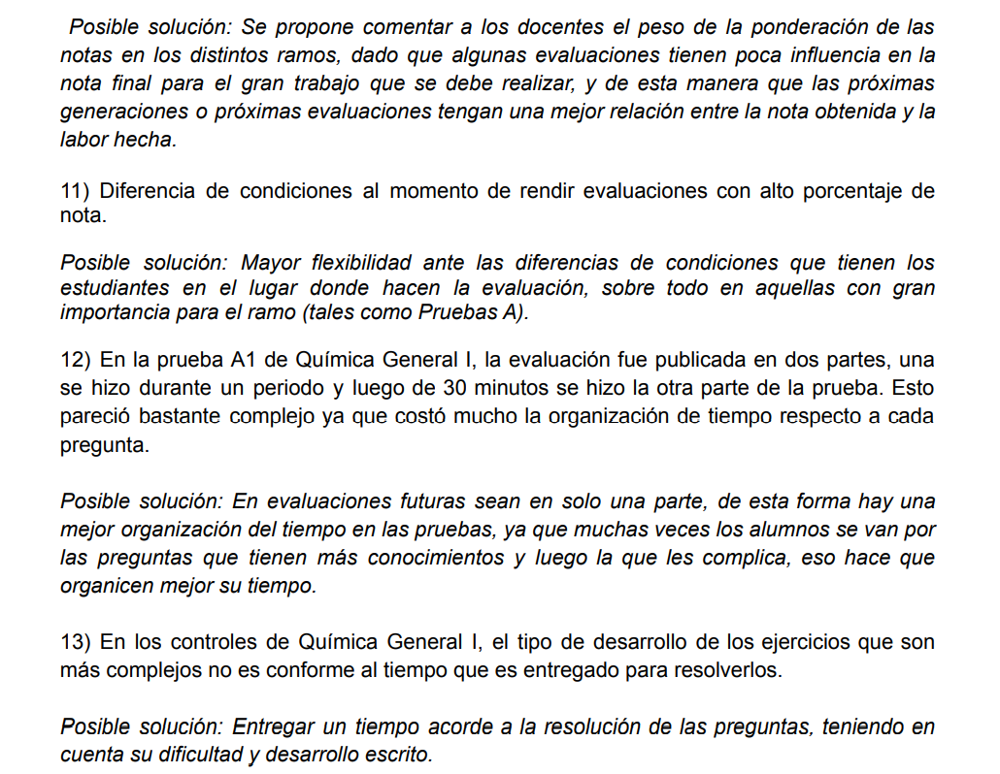 Posible solución: Se propone comentar a los docentes el peso de la ponderación de las
notas en los distintos ramos, dado que algunas evaluaciones tienen poca influencia en la
nota final para el gran trabajo que se debe realizar, y de esta manera que las próximas
generaciones o próximas evaluaciones tengan una mejor relación entre la nota obtenida y la
labor hecha.
11) Diferencia de condiciones al momento de rendir evaluaciones con alto porcentaje de
nota.
Posible solución: Mayor flexibilidad ante las diferencias de condiciones que tienen los
estudiantes en el lugar donde hacen la evaluación, sobre todo en aquellas con gran
importancia para el ramo (tales como Pruebas A).
12) En la prueba A1 de Química General I, la evaluación fue publicada en dos partes, una
se hizo durante un periodo y luego de 30 minutos se hizo la otra parte de la prueba. Esto
pareció bastante complejo ya que costó mucho la organización de tiempo respecto a cada
pregunta.
Posible solución: En evaluaciones futuras sean en solo una parte, de esta forma hay una
mejor organización del tiempo en las pruebas, ya que muchas veces los alumnos se van por
las preguntas que tienen más conocimientos y luego la que les complica, eso hace que
organicen mejor su tiempo.
13) En los controles de Química General I, el tipo de desarrollo de los ejercicios que son
más complejos no es conforme al tiempo que es entregado para resolverlos.
Posible solución: Entregar un tiempo acorde a la resolución de las preguntas, teniendo en
cuenta su dificultad y desarrollo escrito.